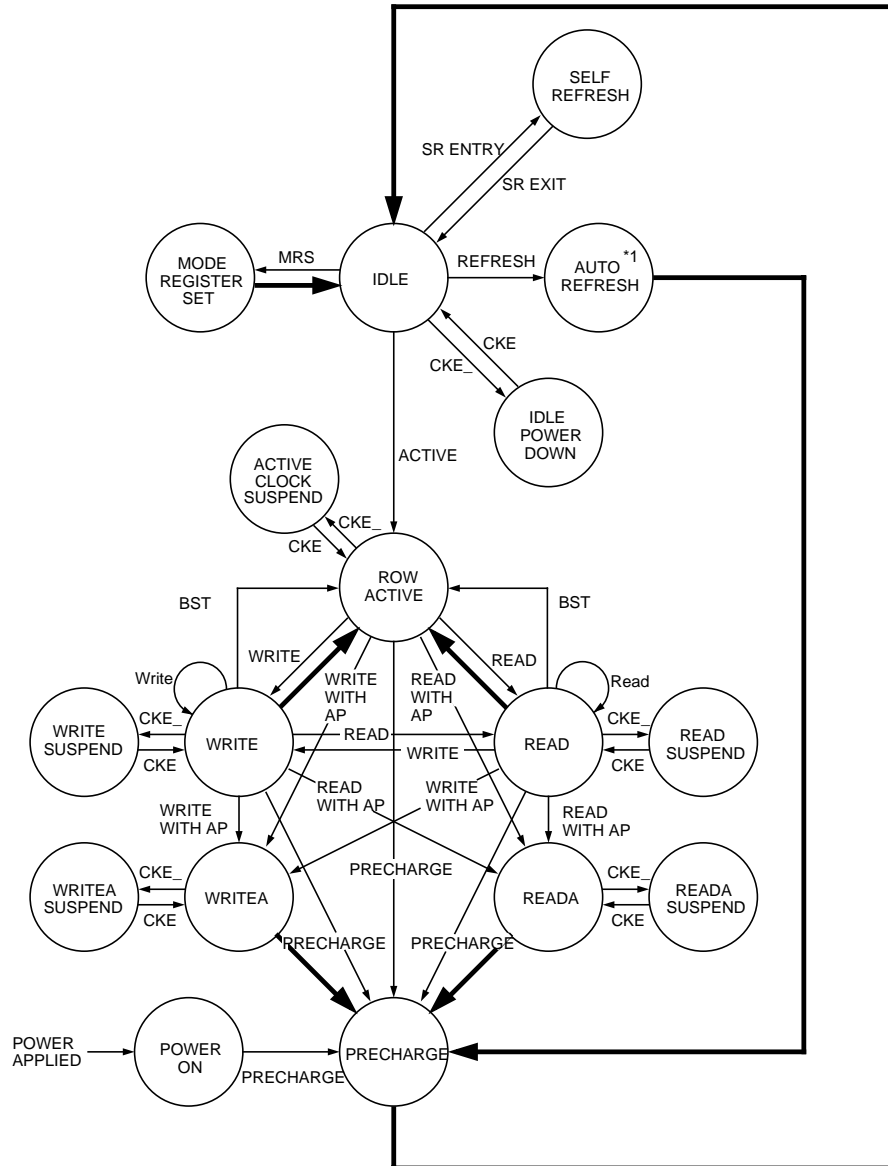 SELF
REFRESH
SR ENTRY
SR EXIT
MODE
REGISTER
SET
MRS
IDLE
REFRESH
AUTO *1
REFRESH
CKE
CKE_
IDLE
POWER
DOWN
ACTIVE
ACTIVE
CLOCK
SUSPEND
CKE_
CKE
ROW
ACTIVE
BST
BST
WRITE
READ
Write
WRITE
WITH
AP
READ
WITH
AP
Read
WRITE
SUSPEND
CKE_
CKE
WRITE
READ
WRITE
READ
CKE_
CKE
READ
SUSPEND
WRITE
WITH AP
READ
WITH AP
WRITE
WITH AP
READ
WITH AP
WRITEA
SUSPEND
CKE_
CKE
WRITEA
PRECHARGE
READA
CKE_
CKE
READA
SUSPEND
PRECHARGE
PRECHARGE
POWER
APPLIED
POWER
ON
PRECHARGE
PRECHARGE